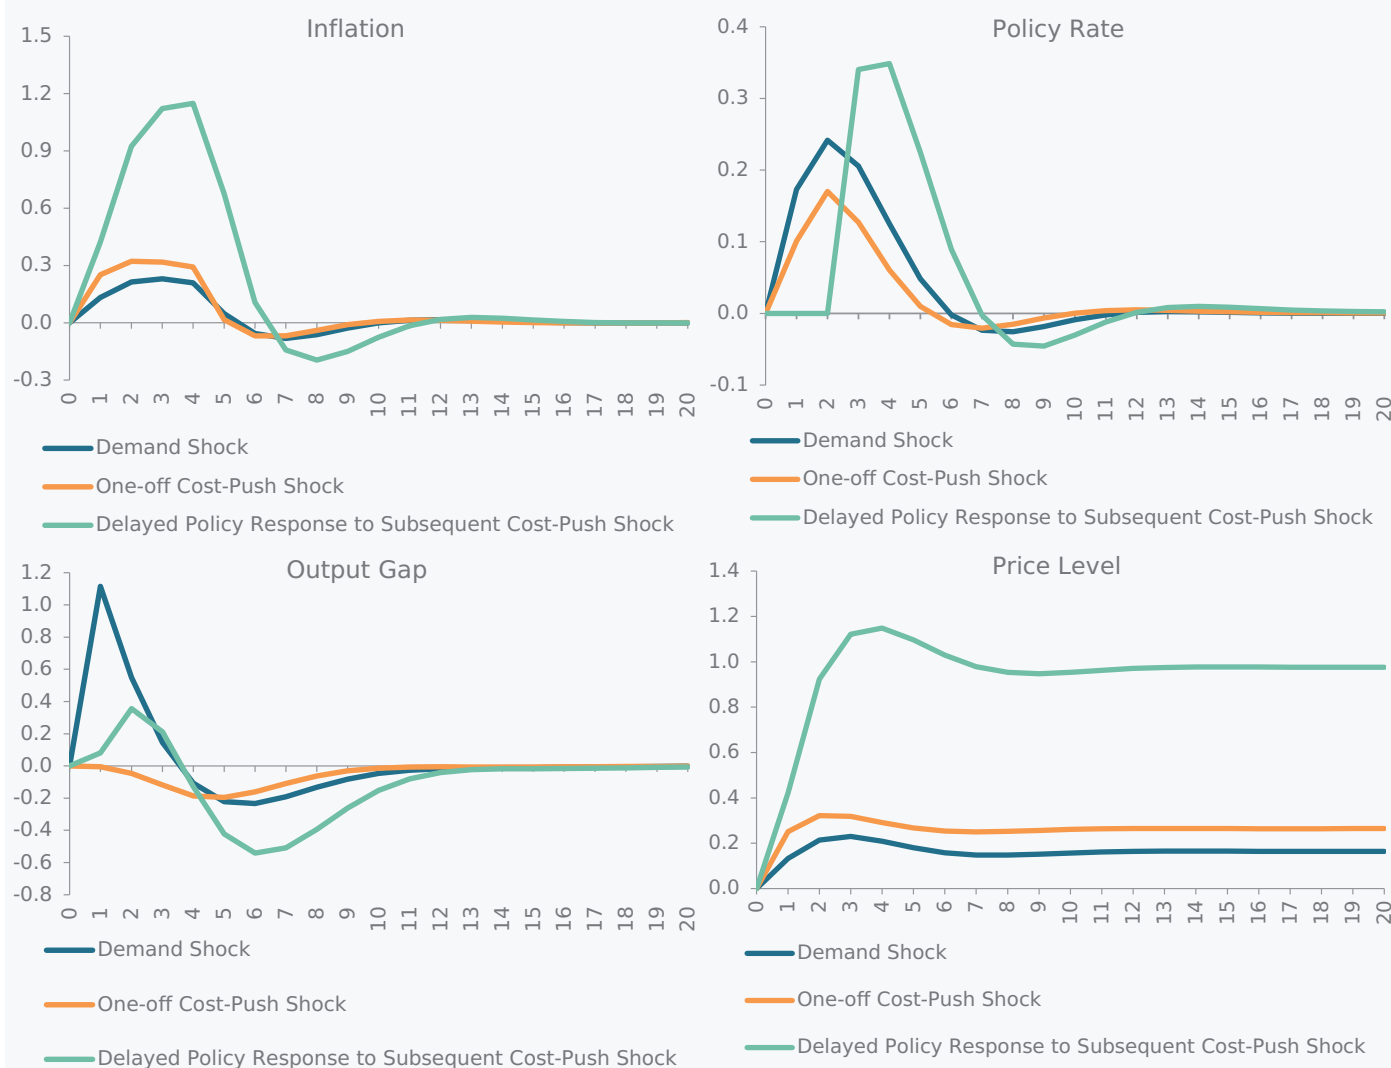 Inflation
1.5
1.2
0.9
0.6
0.3
0.0
-0.3
0 1 2 3 4 5 6 7 8 9 10 11 12 13 14 15 16 17 18 19 20
Demand Shock
One-off Cost-Push Shock
Delayed Policy Response to Subsequent Cost-Push Shock
Policy Rate
0.4
0.3
0.2
0.1
0.0
-0.1
0 1 2 3 4 5 6 7 8 9 10 11 12 13 14 15 16 17 18 19 20
Demand Shock
One-off Cost-Push Shock
Delayed Policy Response to Subsequent Cost-Push Shock
Output Gap
1.2
1.0
0.8
0.6
0.4
0.2
0.0
-0.2
-0.4
-0.6
-0.8
0 1 2 3 4 5 6 7 8 9 10 11 12 13 14 15 16 17 18 19 20
Demand Shock
One-off Cost-Push Shock
Delayed Policy Response to Subsequent Cost-Push Shock
Price Level
1.4
1.2
1.0
0.8
0.6
0.4
0.2
0.0
0 1 2 3 4 5 6 7 8 9 10 11 12 13 14 15 16 17 18 19 20
Demand Shock
One-off Cost-Push Shock
Delayed Policy Response to Subsequent Cost-Push Shock